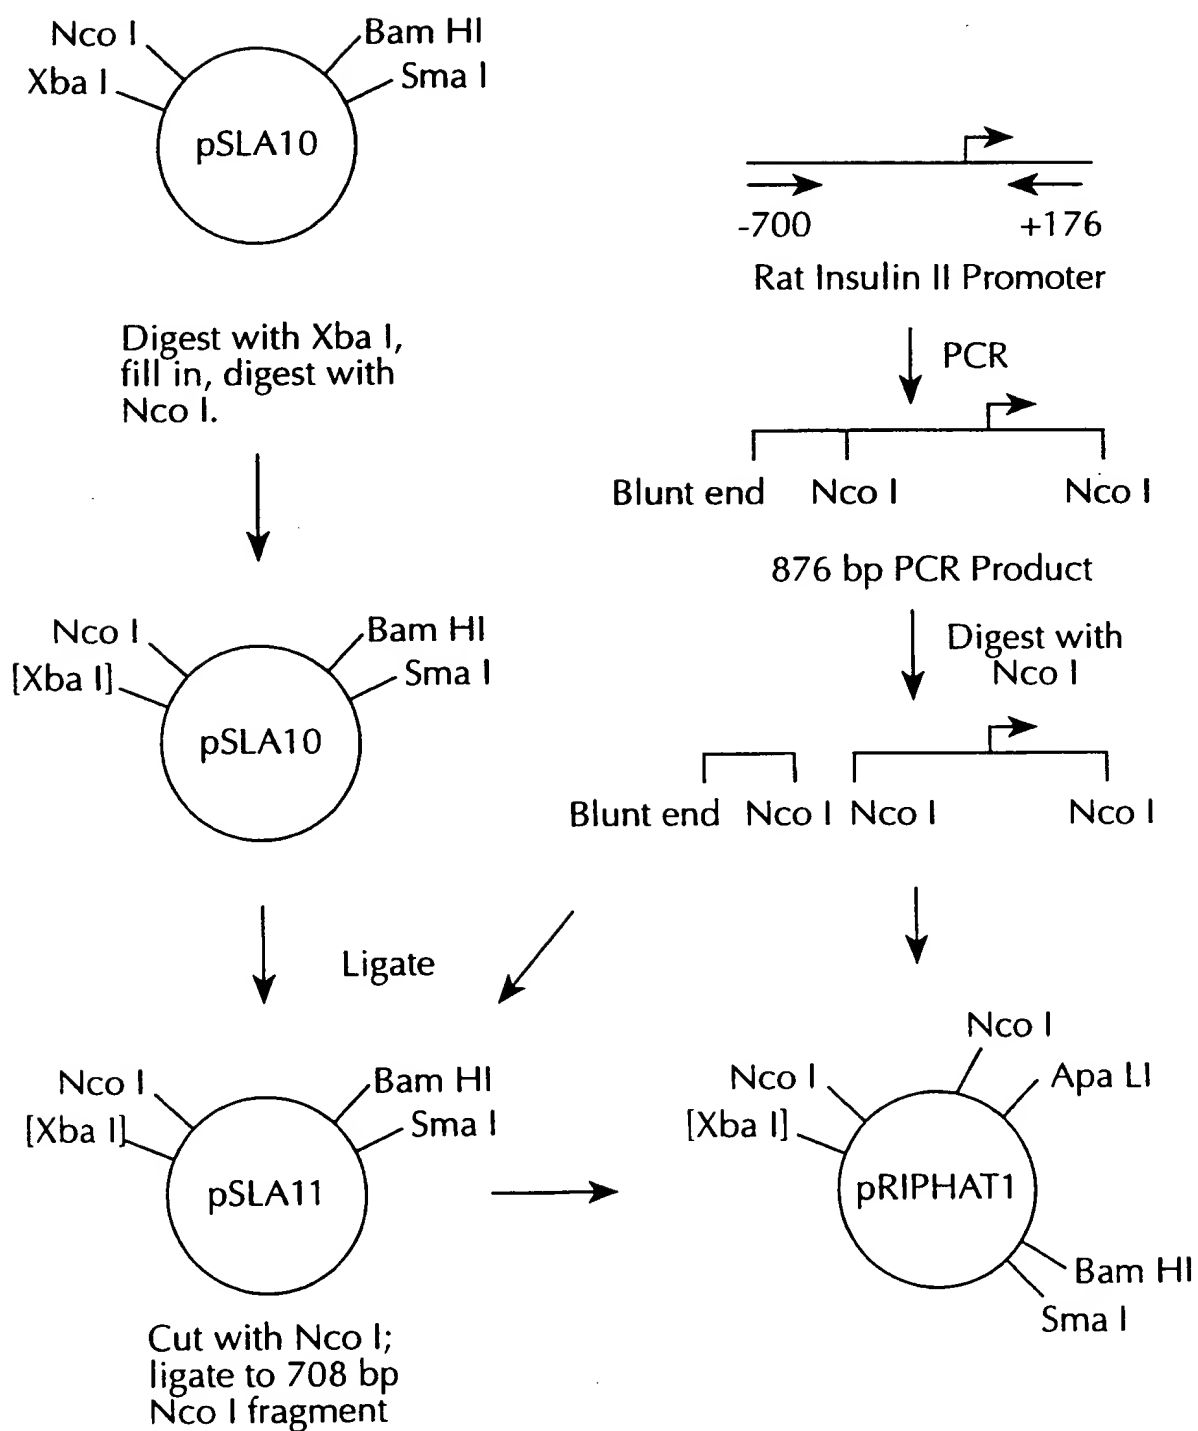 Nco I
Bam HI
Xba I
Sma I
pSLA10
-700
+176
Rat Insulin II Promoter
Digest with Xba I,
fill in, digest with
Nco I.
PCR
Blunt end
Nco I
Nco I
876 bp PCR Product
Nco I
Bam HI
[Xba I]
Sma I
pSLA10
Digest with
Nco I
Blunt end
Nco I
Nco I
Nco I
Ligate
Nco I
Bam HI
[Xba I]
Sma I
pSLA11
Cut with Nco I;
ligate to 708 bp
Nco I fragment
Nco I
Nco I
Apa LI
[Xba I]
pRIPHAT1
Bam HI
Sma I